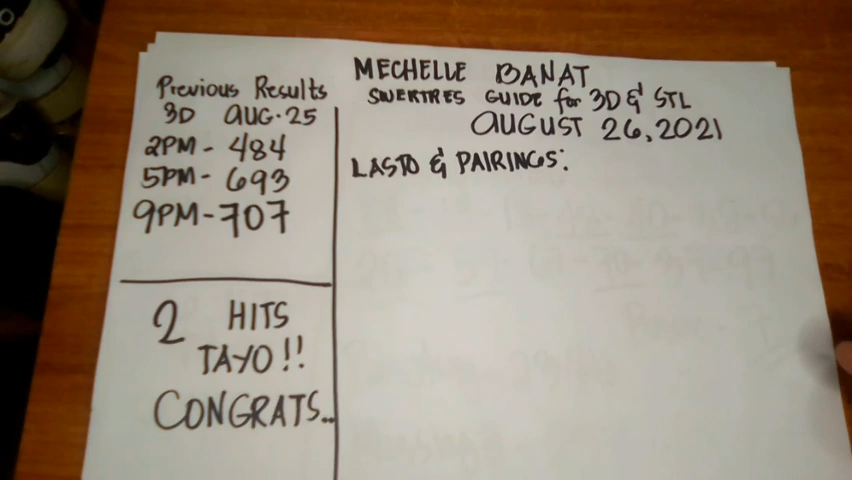 Previous Results
3D AUG.25
2PM - 484
5PM - 693
9PM - 707
2 HITS
TAYO!!
CONGRATS..
MECHELLE BANAT
SWERTRES GUIDE for 3D & STL
AUGUST 26, 2021
LASTO & PAIRINGS: